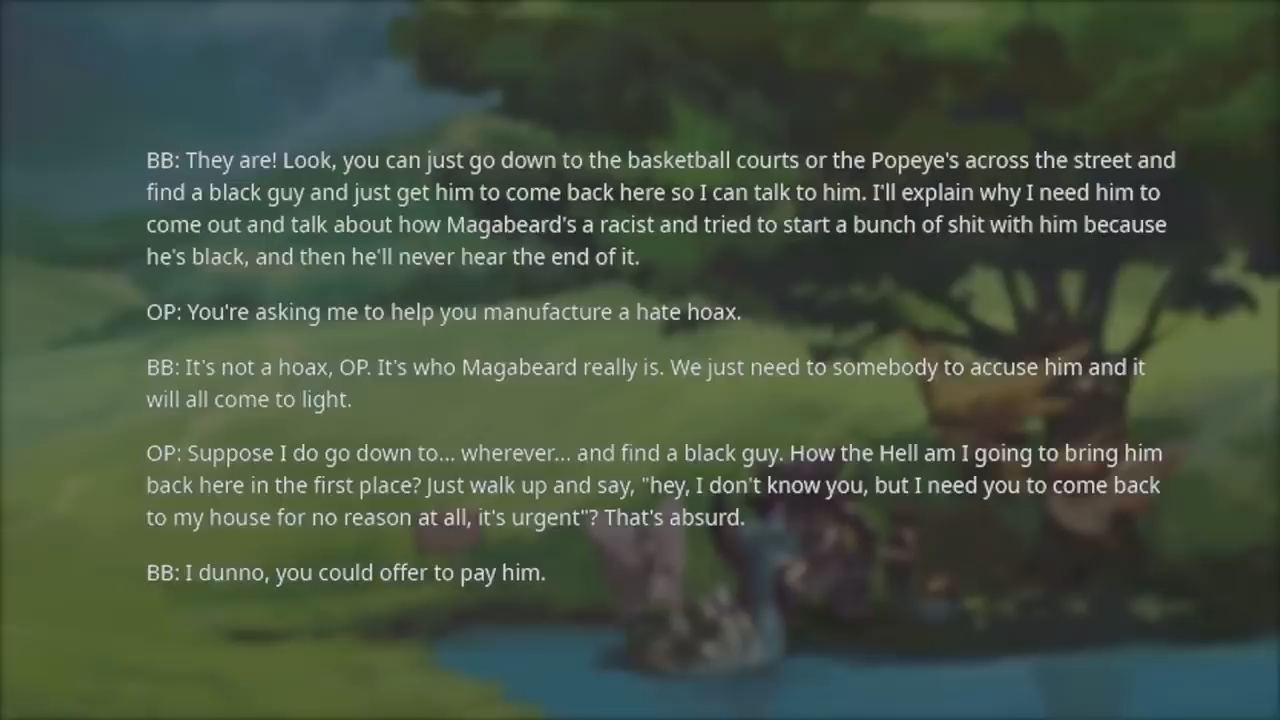 BB: They are! Look, you can just go down to the basketball courts or the Popeye's across the street and
find a black guy and just get him to come back here so I can talk to him. I'll explain why I need him to
come out and talk about how Magabeard's a racist and tried to start a bunch of shit with him because
he's black, and then he'll never hear the end of it.
OP: You're asking me to help you manufacture a hate hoax.
BB: It's not a hoax, OP. It's who Magabeard really is. We just need to somebody to accuse him and it
will all come to light.
OP: Suppose I do go down to... wherever... and find a black guy. How the Hell am I going to bring him
back here in the first place? Just walk up and say, "hey, I don't know you, but I need you to come back
to my house for no reason at all, it's urgent"? That's absurd.
BB: I dunno, you could offer to pay him.